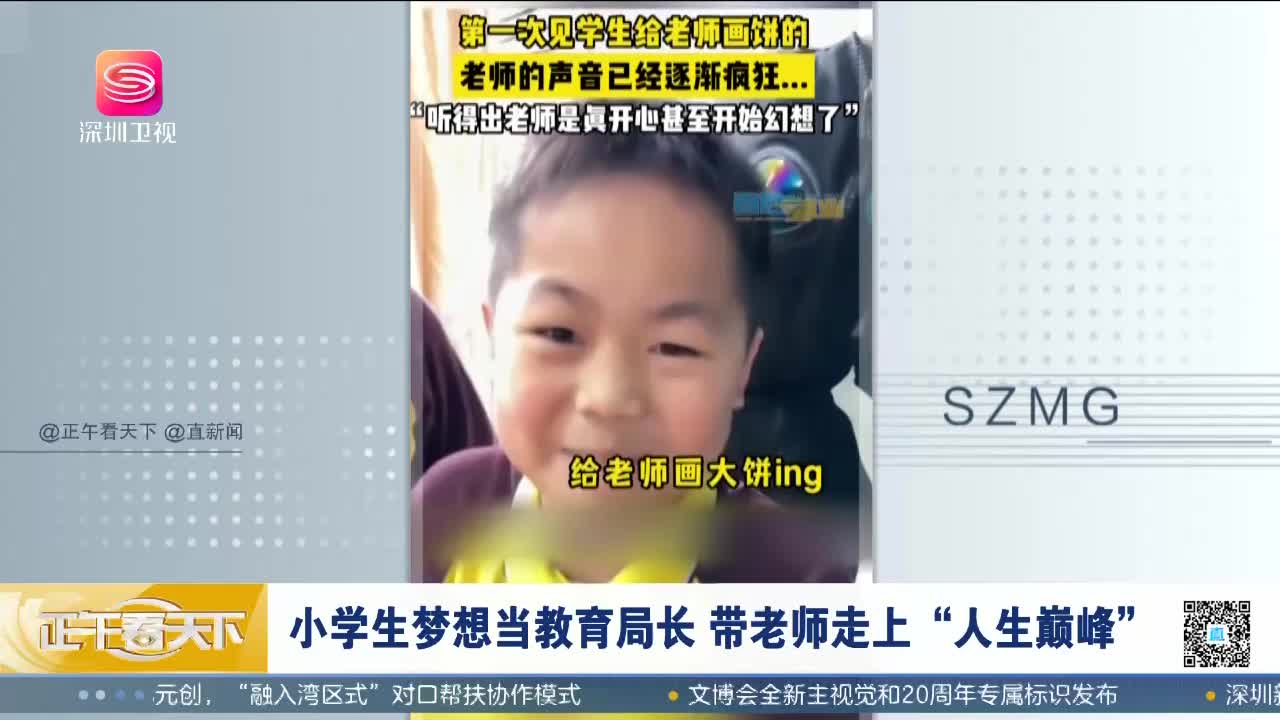 第一次见学生给老师画饼的
老师的声音已经逐渐疯狂...
“听得出老师是真开心甚至开始幻想了”
深圳卫视
@正午看天下 @直新闻
SZMG
给老师画大饼ing
正午看天下
小学生梦想当教育局长 带老师走上“人生巅峰”
直
元创，“融入湾区式”对口帮扶协作模式 ● 文博会全新主视觉和20周年专属标识发布 ● 深圳新